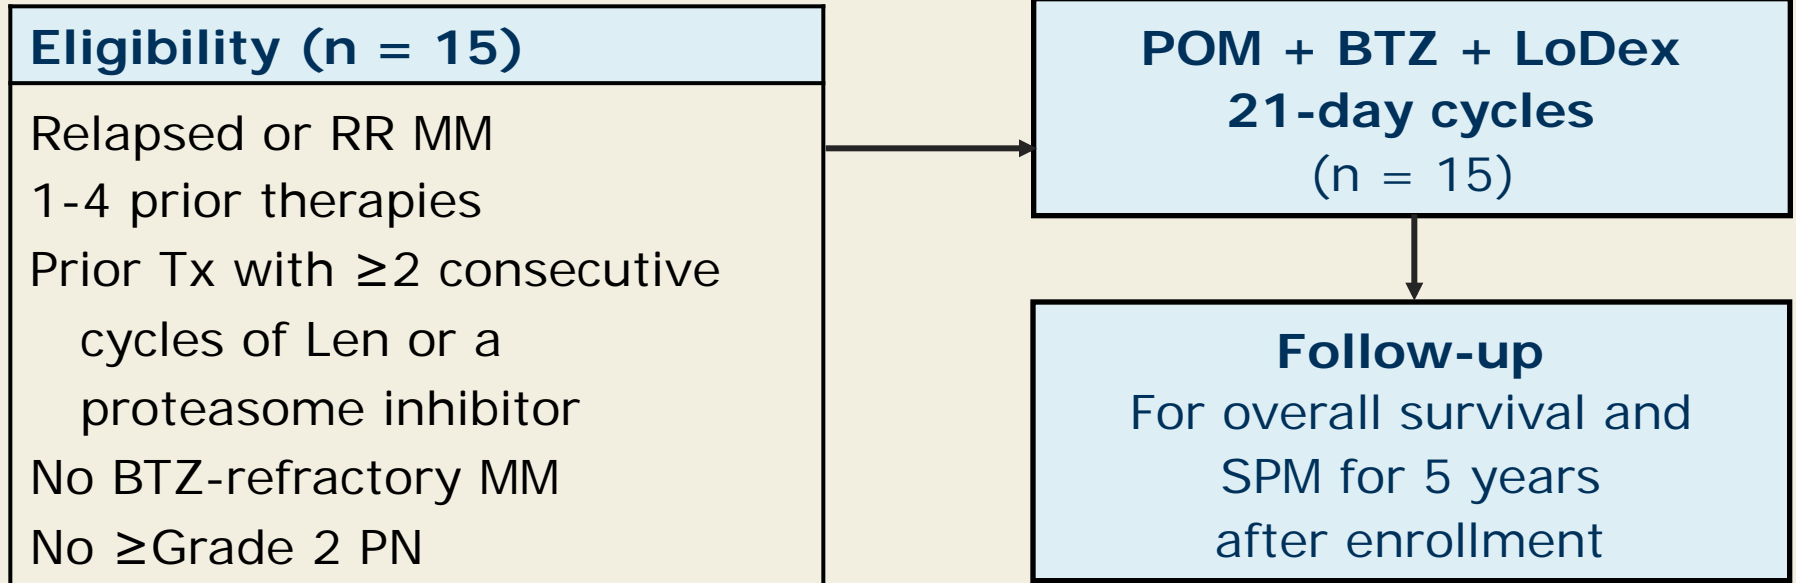 Eligibility (n = 15)
Relapsed or RR MM
1-4 prior therapies
Prior Tx with ≥2 consecutive
cycles of Len or a
proteasome inhibitor
No BTZ-refractory MM
No ≥Grade 2 PN
POM + BTZ + LoDex
21-day cycles
(n = 15)
Follow-up
For overall survival and
SPM for 5 years
after enrollment